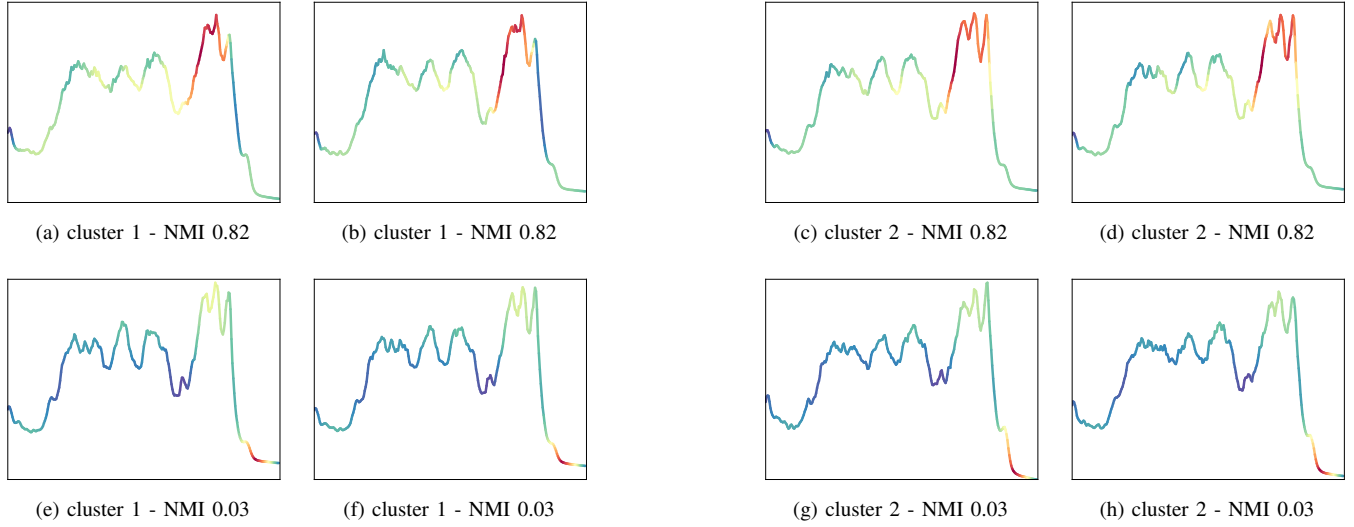 (a) cluster 1 - NMI 0.82
(b) cluster 1 - NMI 0.82
(c) cluster 2 - NMI 0.82
(d) cluster 2 - NMI 0.82
(e) cluster 1 - NMI 0.03
(f) cluster 1 - NMI 0.03
(g) cluster 2 - NMI 0.03
(h) cluster 2 - NMI 0.03